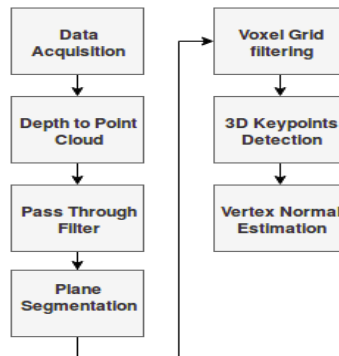 Data
Acquisition
Depth to Point
Cloud
Pass Through
Filter
Plane
Segmentation
Voxel Grid
filtering
3D Keypoints
Detection
Vertex Normal
Estimation